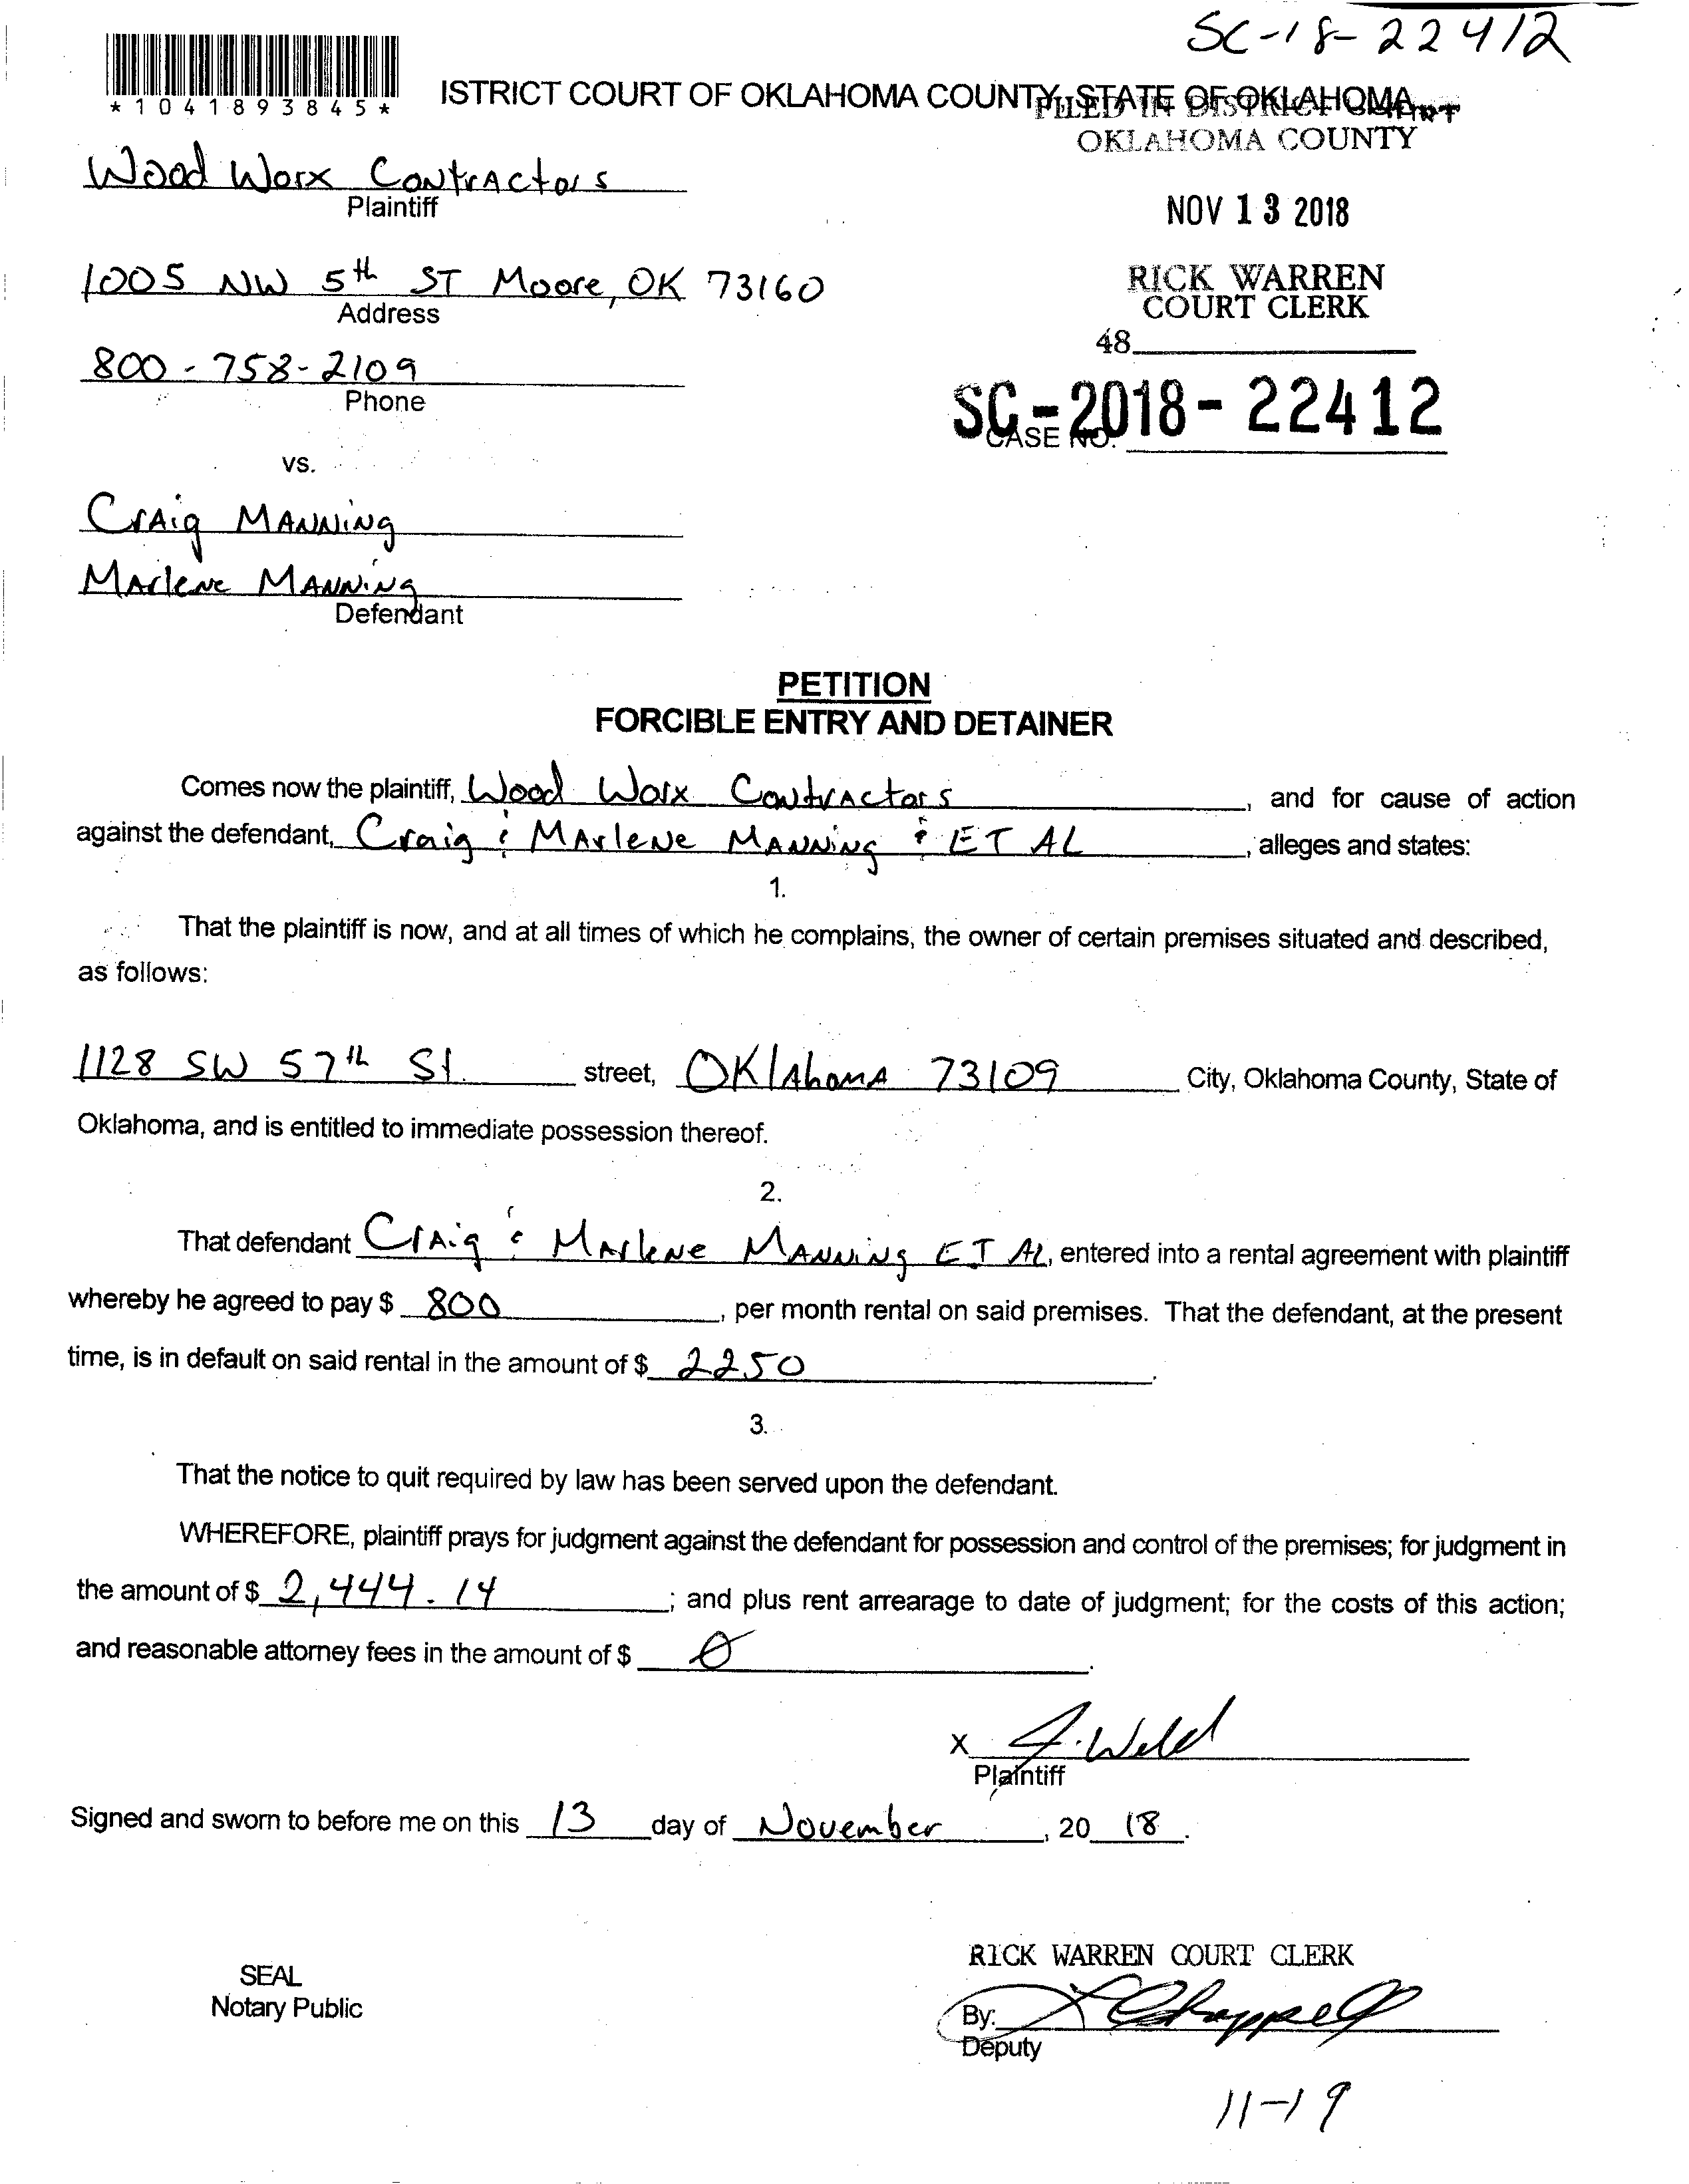 SC-18-22412
*1041893845*
ISTRICT COURT OF OKLAHOMA COUNTY, STATE OF OKLAHOMA
FILED IN DISTRICT COURT
OKLAHOMA COUNTY
Wood Worx Contractors
Plaintiff
NOV 13 2018
1005 NW 5th ST Moore, OK 73160
Address
RICK WARREN
COURT CLERK
48
800-758-2109
Phone
SC-2018-22412
CASE NO.
vs.
Craig Manning
Marlene Manning
Defendant
PETITION
FORCIBLE ENTRY AND DETAINER
Comes now the plaintiff, Wood Worx Contractors, and for cause of action
against the defendant, Craig & Marlene Manning & ET AL, alleges and states:
1.
That the plaintiff is now, and at all times of which he complains, the owner of certain premises situated and described,
as follows:
1128 SW 57th St. street, Oklahoma 73109 City, Oklahoma County, State of
Oklahoma, and is entitled to immediate possession thereof.
2.
That defendant Craig & Marlene Manning ET AL, entered into a rental agreement with plaintiff
whereby he agreed to pay $ 800, per month rental on said premises. That the defendant, at the present
time, is in default on said rental in the amount of $ 2250.
3.
That the notice to quit required by law has been served upon the defendant.
WHEREFORE, plaintiff prays for judgment against the defendant for possession and control of the premises; for judgment in
the amount of $ 2,444.14; and plus rent arrearage to date of judgment; for the costs of this action;
and reasonable attorney fees in the amount of $ 0.
X J. Weld
Plaintiff
Signed and sworn to before me on this 13 day of November, 20 18.
RICK WARREN COURT CLERK
SEAL
Notary Public
By: L Chappell
Deputy
11-19